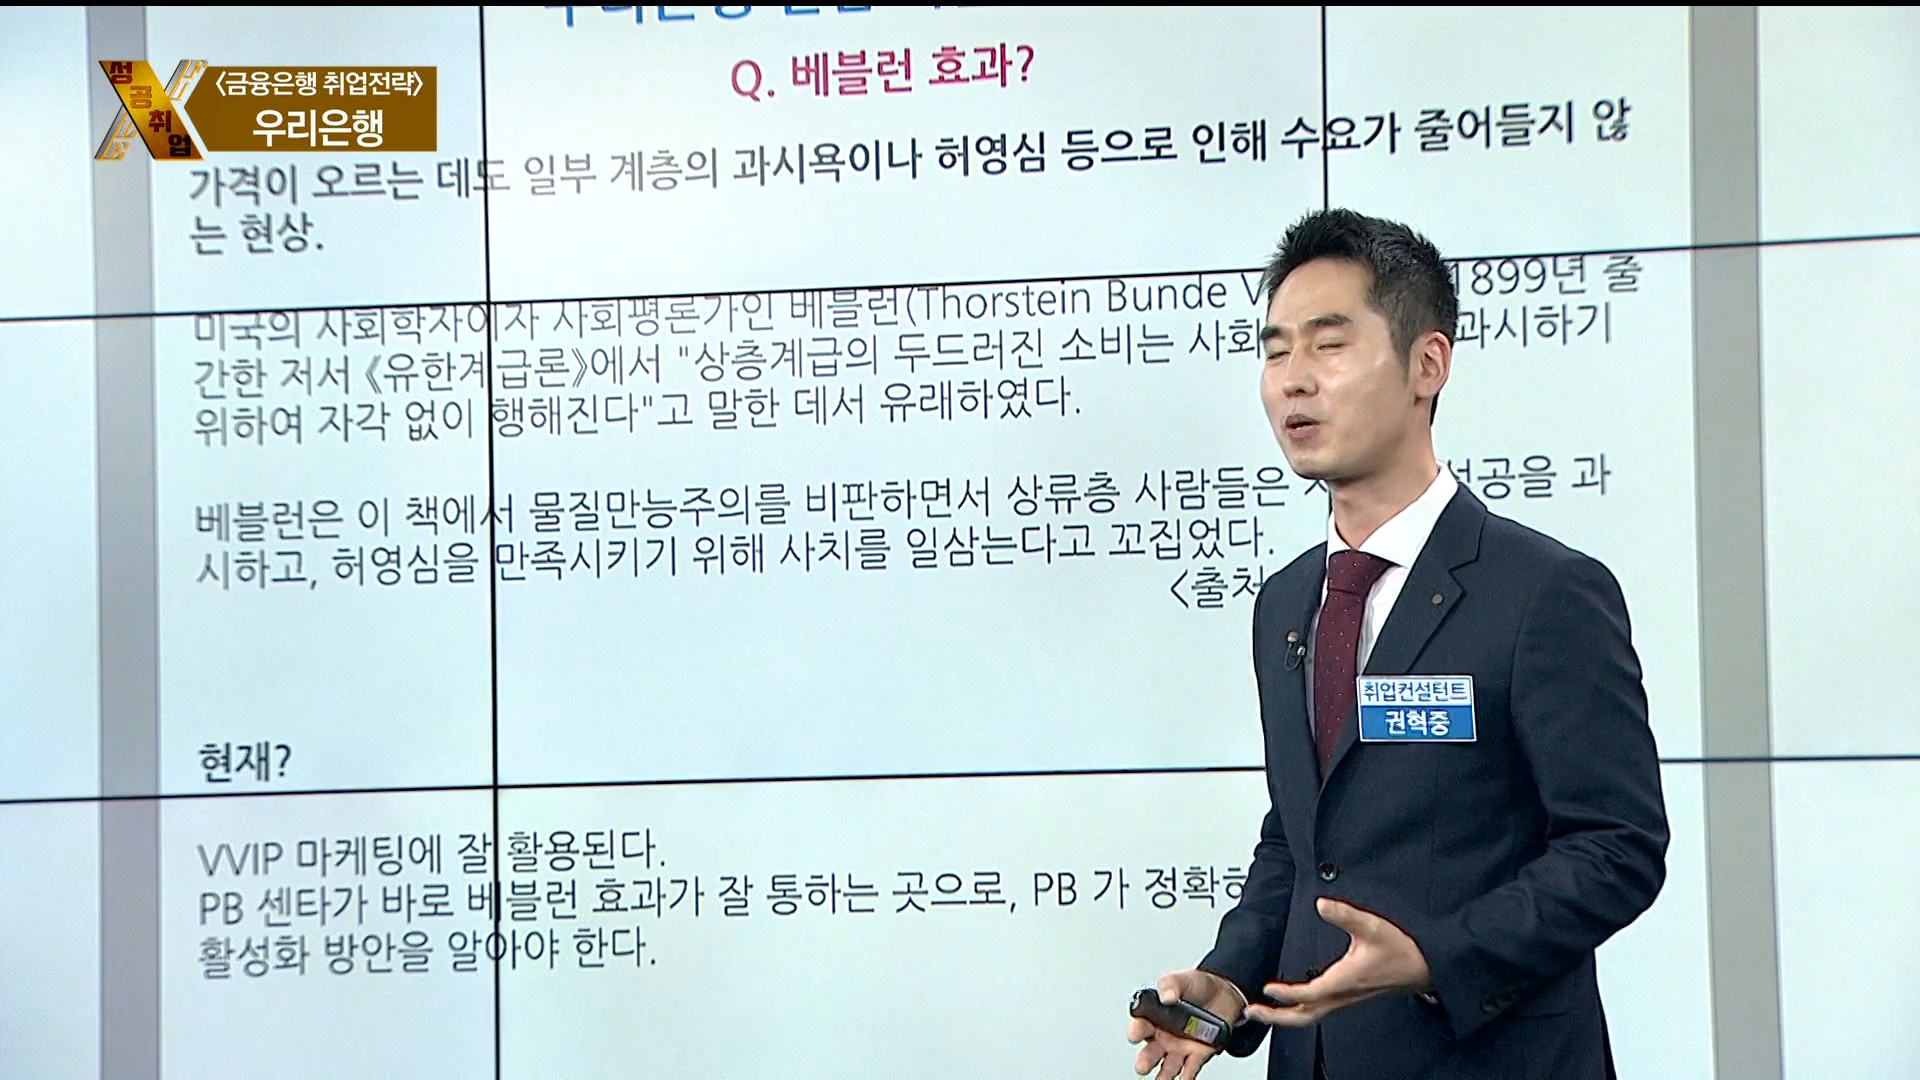 성공취업
FILE
<금융은행 취업전략>
우리은행
Q. 베블런 효과?
가격이 오르는 데도 일부 계층의 과시욕이나 허영심 등으로 인해 수요가 줄어들지 않
는 현상.
미국의 사회학자이자 사회평론가인 베블런(Thorstein Bunde V 1899년 출
간한 저서 《유한계급론》에서 "상층계급의 두드러진 소비는 사회 과시하기
위하여 자각 없이 행해진다"고 말한 데서 유래하였다.
베블런은 이 책에서 물질만능주의를 비판하면서 상류층 사람들은 성공을 과
시하고, 허영심을 만족시키기 위해 사치를 일삼는다고 꼬집었다.
<출처
현재?
VVIP 마케팅에 잘 활용된다.
PB 센타가 바로 베블런 효과가 잘 통하는 곳으로, PB 가 정확히
활성화 방안을 알아야 한다.
취업컨설턴트
권혁중